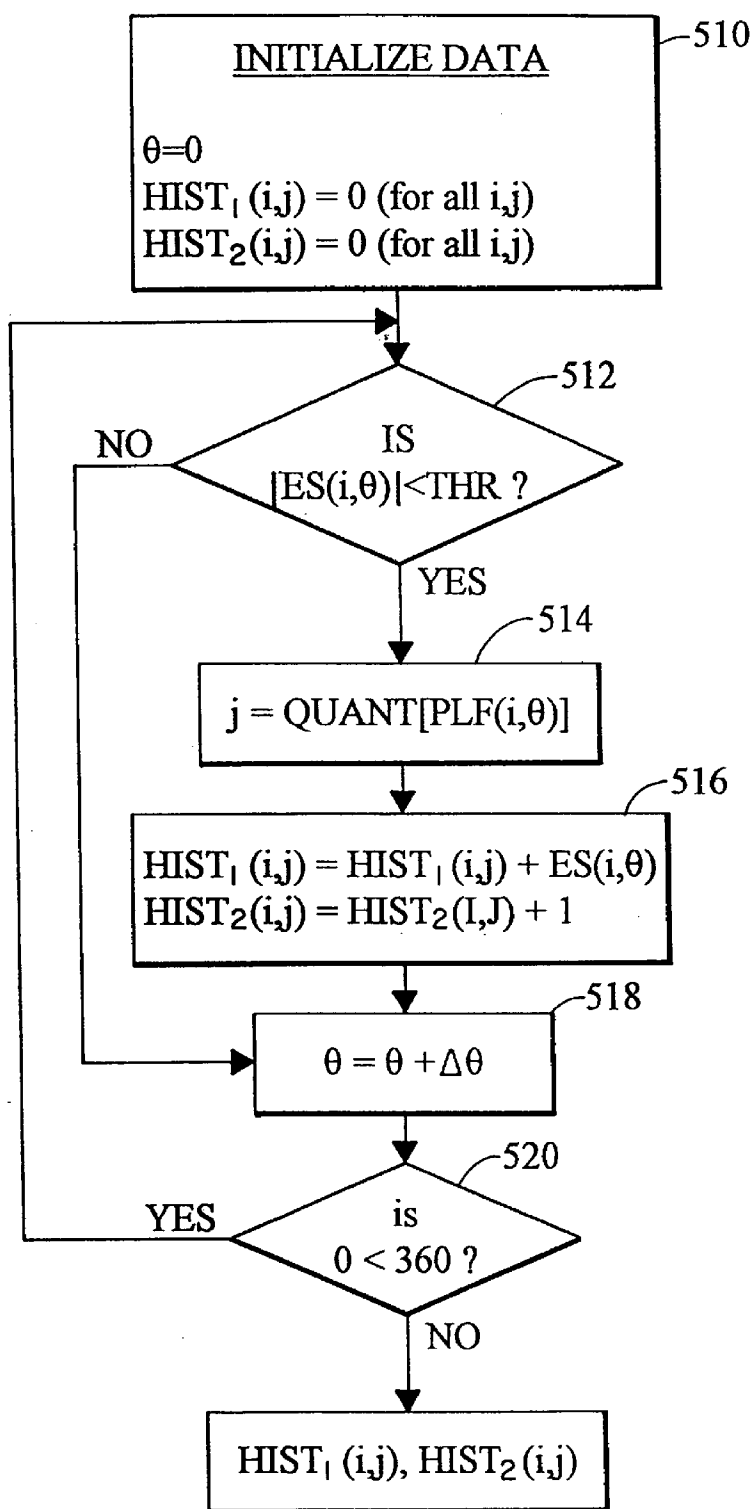 INITIALIZE DATA
510
θ=0
HIST₁ (i,j) = 0 (for all i,j)
HIST₂(i,j) = 0 (for all i,j)
512
NO
IS
|ES(i,θ)|<THR ?
YES
514
j = QUANT[PLF(i,θ)]
516
HIST₁ (i,j) = HIST₁ (i,j) + ES(i,θ)
HIST₂(i,j) = HIST₂(I,J) + 1
518
θ = θ + Δθ
520
YES
is
0 < 360 ?
NO
HIST₁ (i,j), HIST₂(i,j)